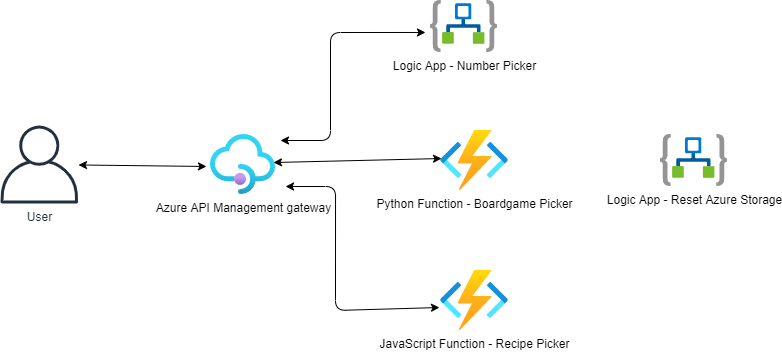 Logic App - Number Picker
User
Azure API Management gateway
Python Function - Boardgame Picker
Logic App - Reset Azure Storage
JavaScript Function - Recipe Picker